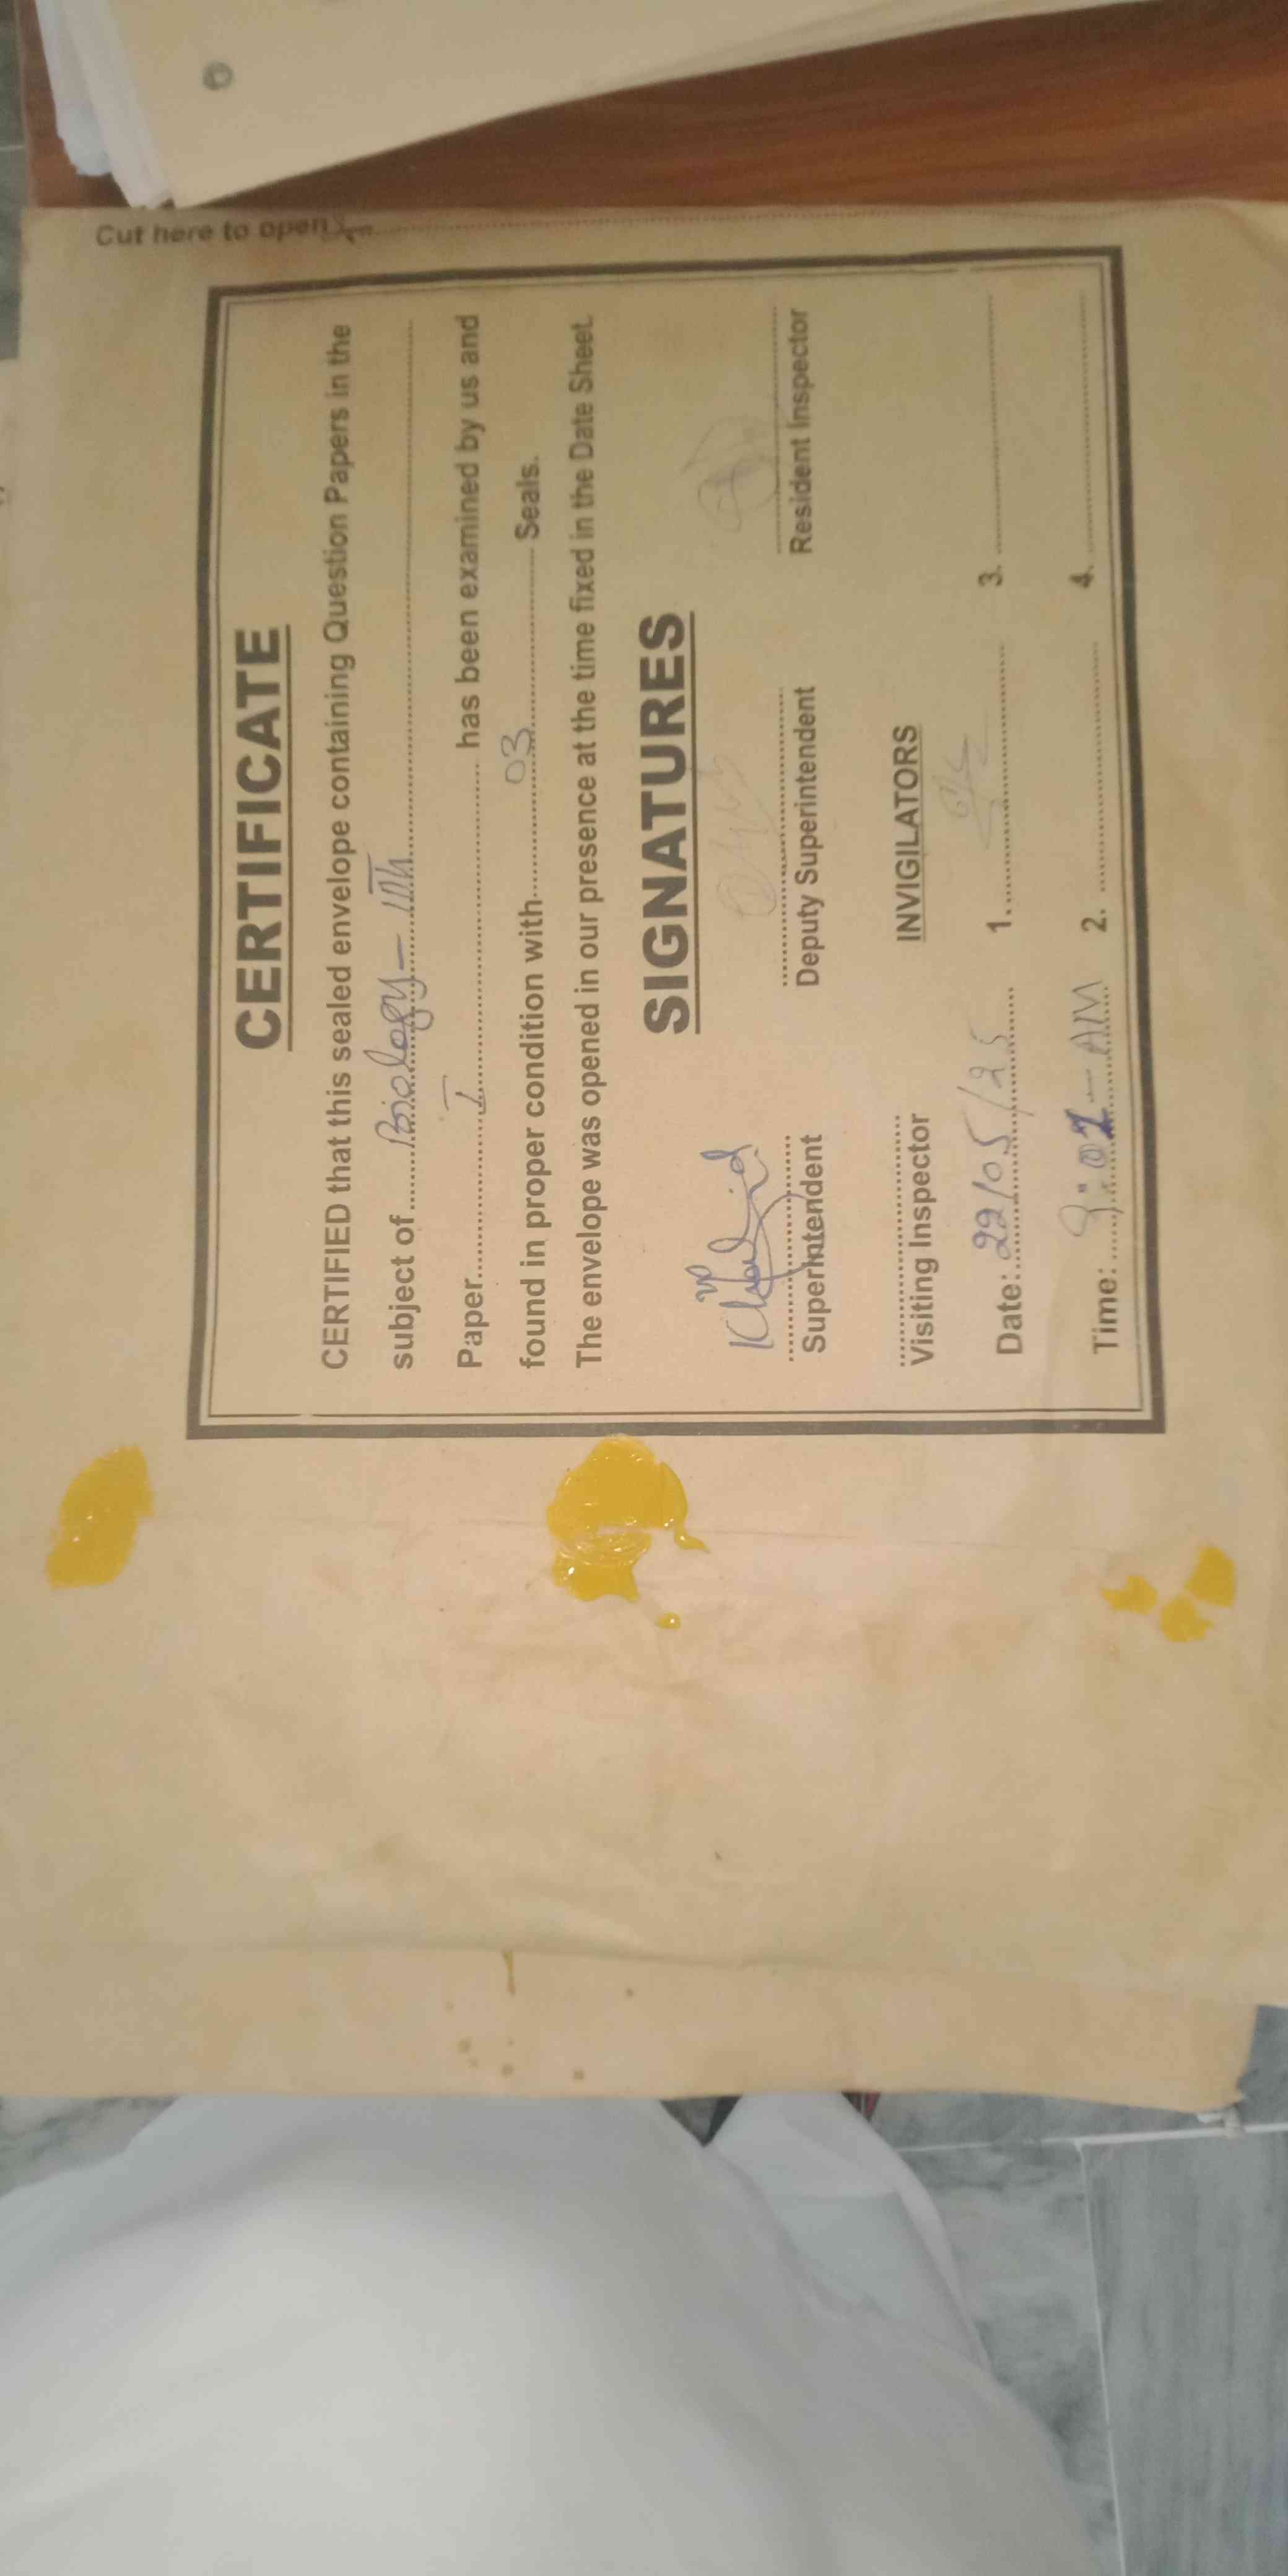 Cut here to open
CERTIFICATE
CERTIFIED that this sealed envelope containing Question Papers in the
subject of......Biology – IIth......
Paper......I...... has been examined by us and
found in proper condition with......03......Seals.
The envelope was opened in our presence at the time fixed in the Date Sheet.
SIGNATURES
Superintendent Deputy Superintendent Resident Inspector
Visiting Inspector INVIGILATORS
Date: 22/05/25 1. 3.
Time: 9:01 – AM 2. 4.